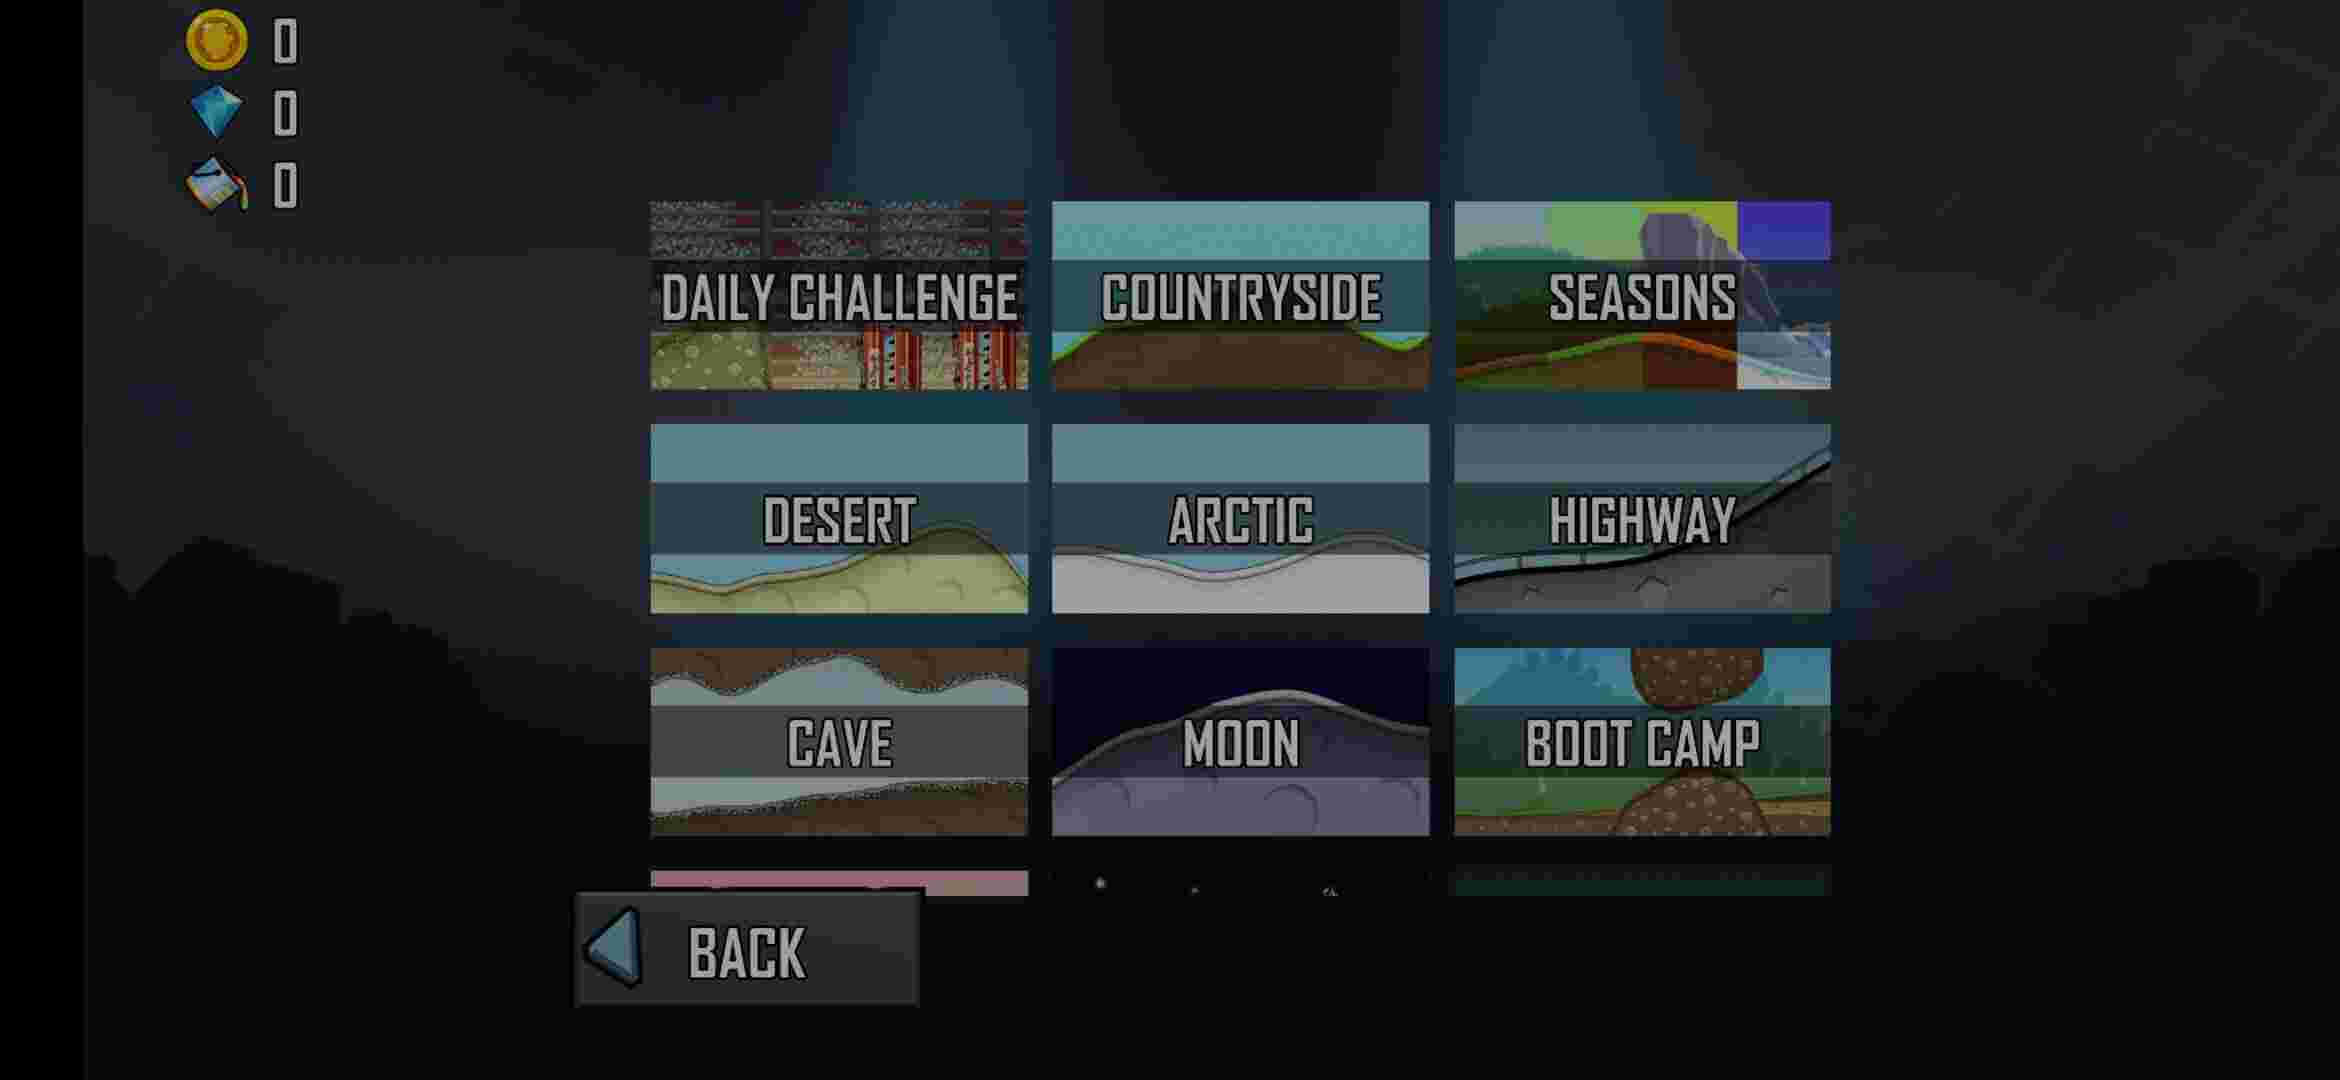 0
0
0
DAILY CHALLENGE
COUNTRYSIDE
SEASONS
DESERT
ARCTIC
HIGHWAY
CAVE
MOON
BOOT CAMP
BACK